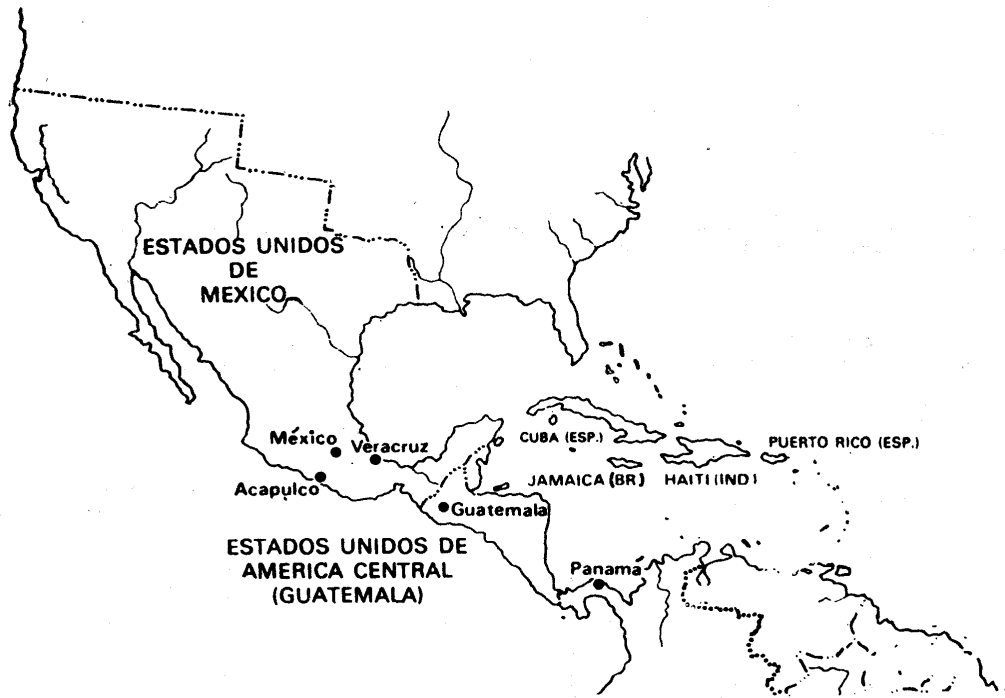 ESTADOS UNIDOS
DE
MEXICO
México
Veracruz
Acapulco
CUBA (ESP.)
PUERTO RICO (ESP.)
JAMAICA (BR)
HAITI (IND)
Guatemala
ESTADOS UNIDOS DE
AMERICA CENTRAL
(GUATEMALA)
Panama